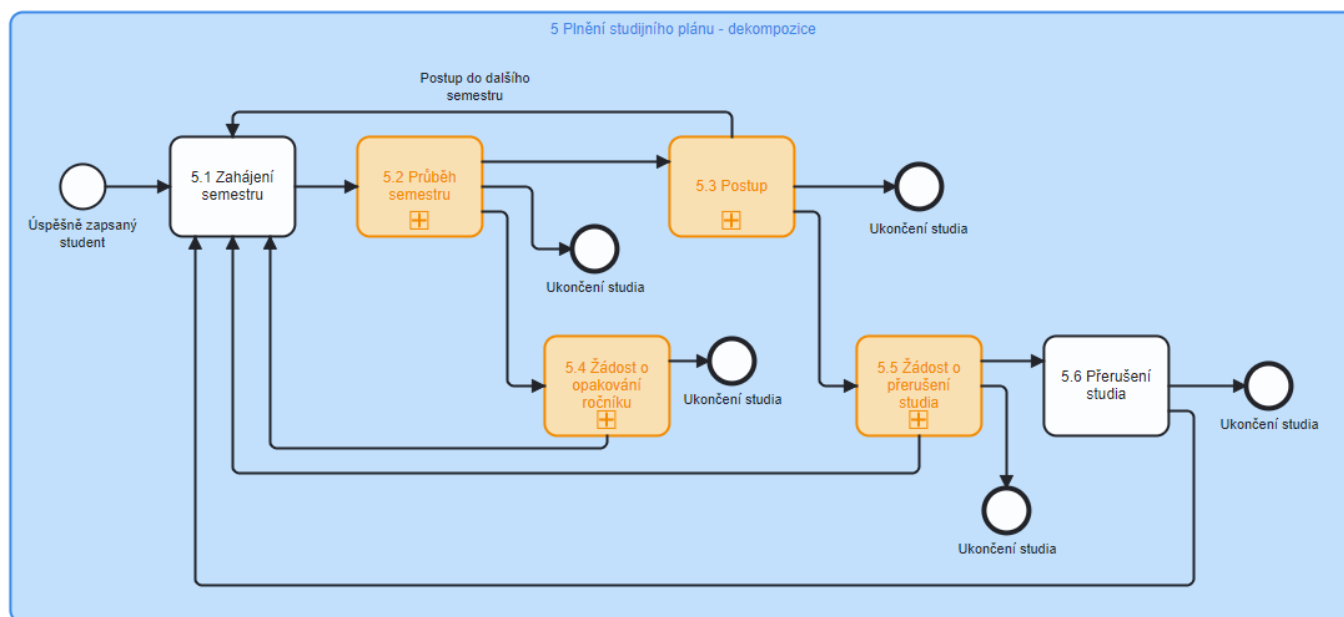 5 Plnění studijního plánu - dekompozice
Postup do dalšího
semestru
5.1 Zahájení
semestru
5.2 Průběh
semestru
5.3 Postup
Úspěšně zapsaný
student
Ukončení studia
Ukončení studia
5.4 Žádost o
opakování
ročníku
Ukončení studia
5.5 Žádost o
přerušení
studia
5.6 Přerušení
studia
Ukončení studia
Ukončení studia